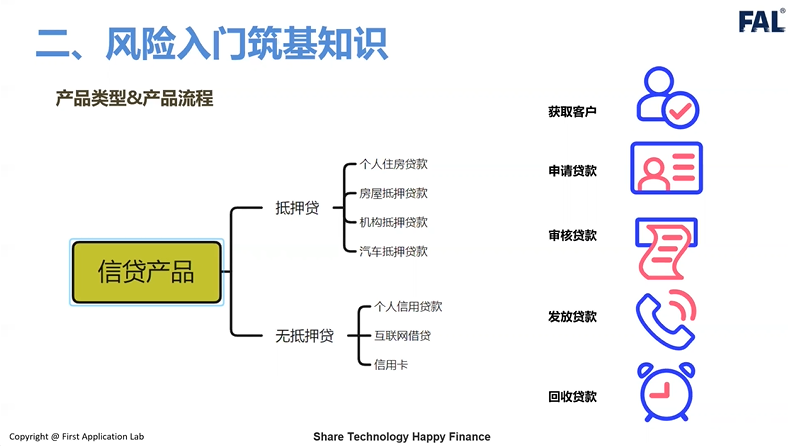 FAL®
二、风险入门筑基知识
产品类型&产品流程
信贷产品
抵押贷
个人住房贷款
房屋抵押贷款
机构抵押贷款
汽车抵押贷款
无抵押贷
个人信用贷款
互联网借贷
信用卡
获取客户
申请贷款
审核贷款
发放贷款
回收贷款
Copyright @ First Application Lab
Share Technology Happy Finance